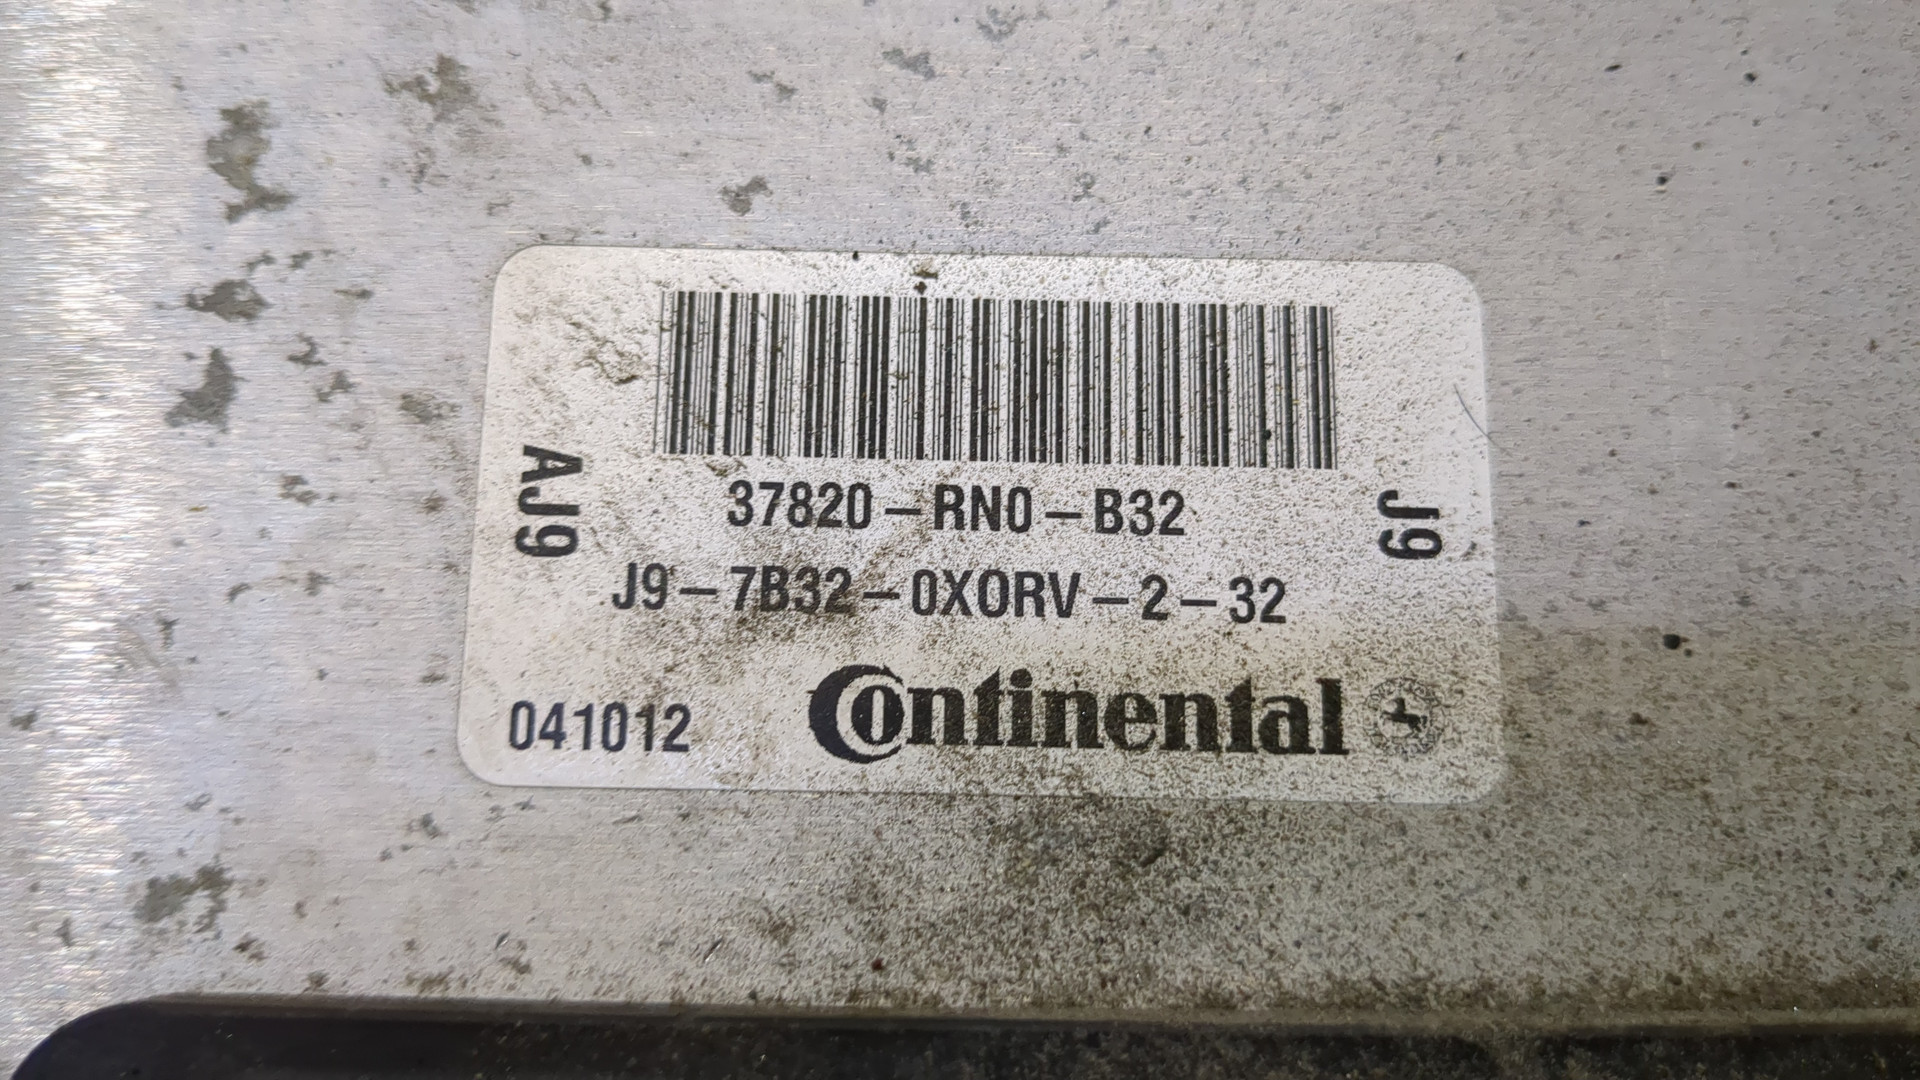 AJ9
37820-RN0-B32
J9
J9-7B32-0X0RV-2-32
041012
Continental